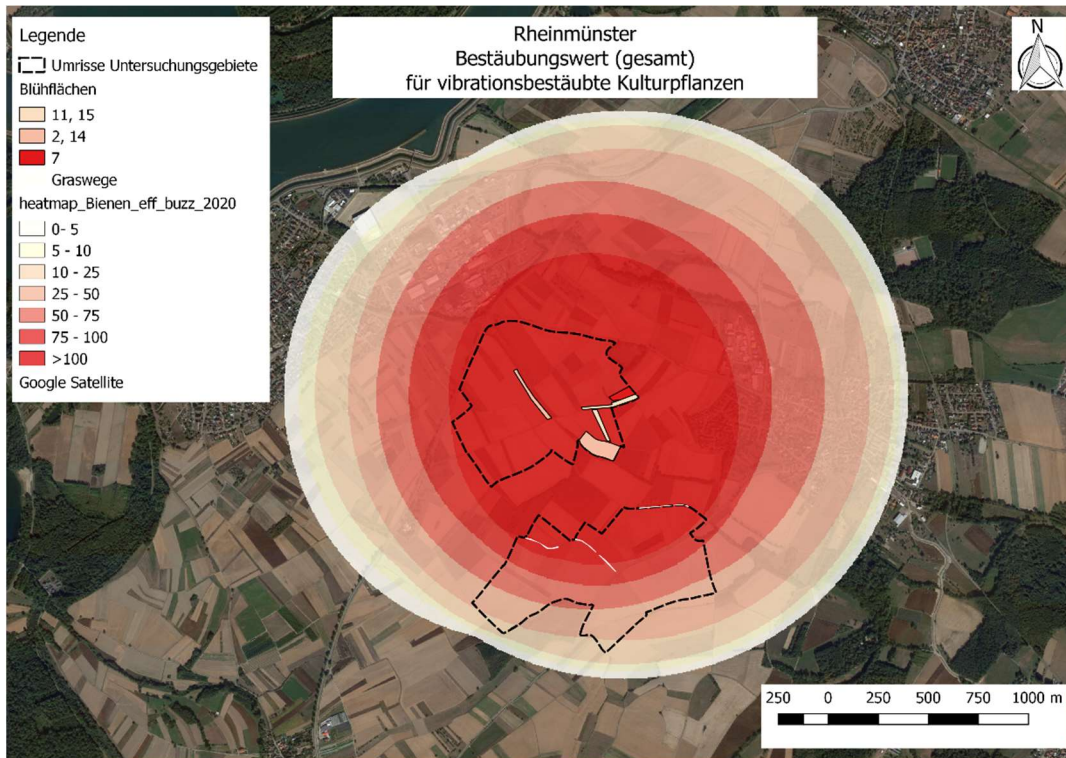 Rheinmünster
Bestäubungswert (gesamt)
für vibrationsbestäubte Kulturpflanzen
N
Legende
Umrisse Untersuchungsgebiete
Blühflächen
11, 15
2, 14
7
Graswege
heatmap_Bienen_eff_buzz_2020
0- 5
5 - 10
10 - 25
25 - 50
50 - 75
75 - 100
>100
Google Satellite
250 0 250 500 750 1000 m